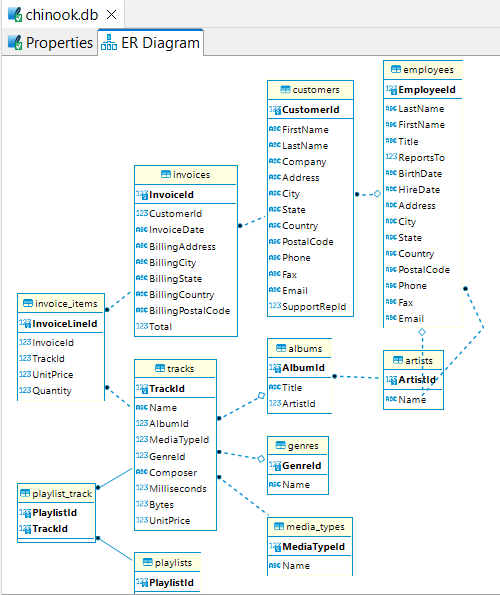 chinook.db
Properties
ER Diagram
employees
EmployeeId
LastName
FirstName
Title
ReportsTo
BirthDate
HireDate
Address
City
State
Country
PostalCode
Phone
Fax
Email
customers
CustomerId
FirstName
LastName
Company
Address
City
State
Country
PostalCode
Phone
Fax
Email
SupportRepId
invoices
InvoiceId
CustomerId
InvoiceDate
BillingAddress
BillingCity
BillingState
BillingCountry
BillingPostalCode
Total
invoice_items
InvoiceLineId
InvoiceId
TrackId
UnitPrice
Quantity
tracks
TrackId
Name
AlbumId
MediaTypeId
GenreId
Composer
Milliseconds
Bytes
UnitPrice
albums
AlbumId
Title
ArtistId
artists
ArtistId
Name
genres
GenreId
Name
playlist_track
PlaylistId
TrackId
media_types
MediaTypeId
Name
playlists
PlaylistId